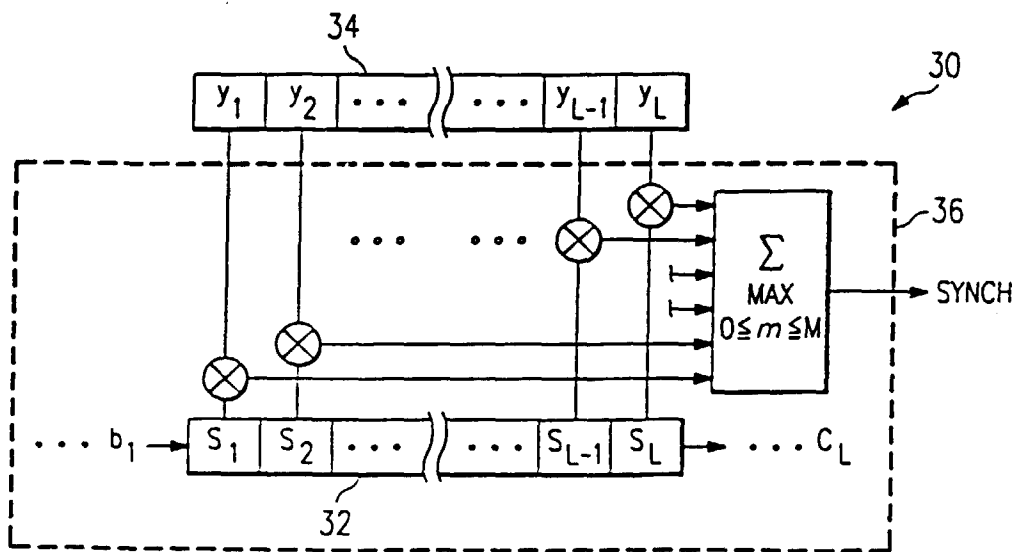 34
30
y1 y2 ... ... yL-1 yL
36
... ...
Σ
MAX
0≦m≦M
SYNCH
... b1 S1 S2 ... ... SL-1 SL ... CL
32